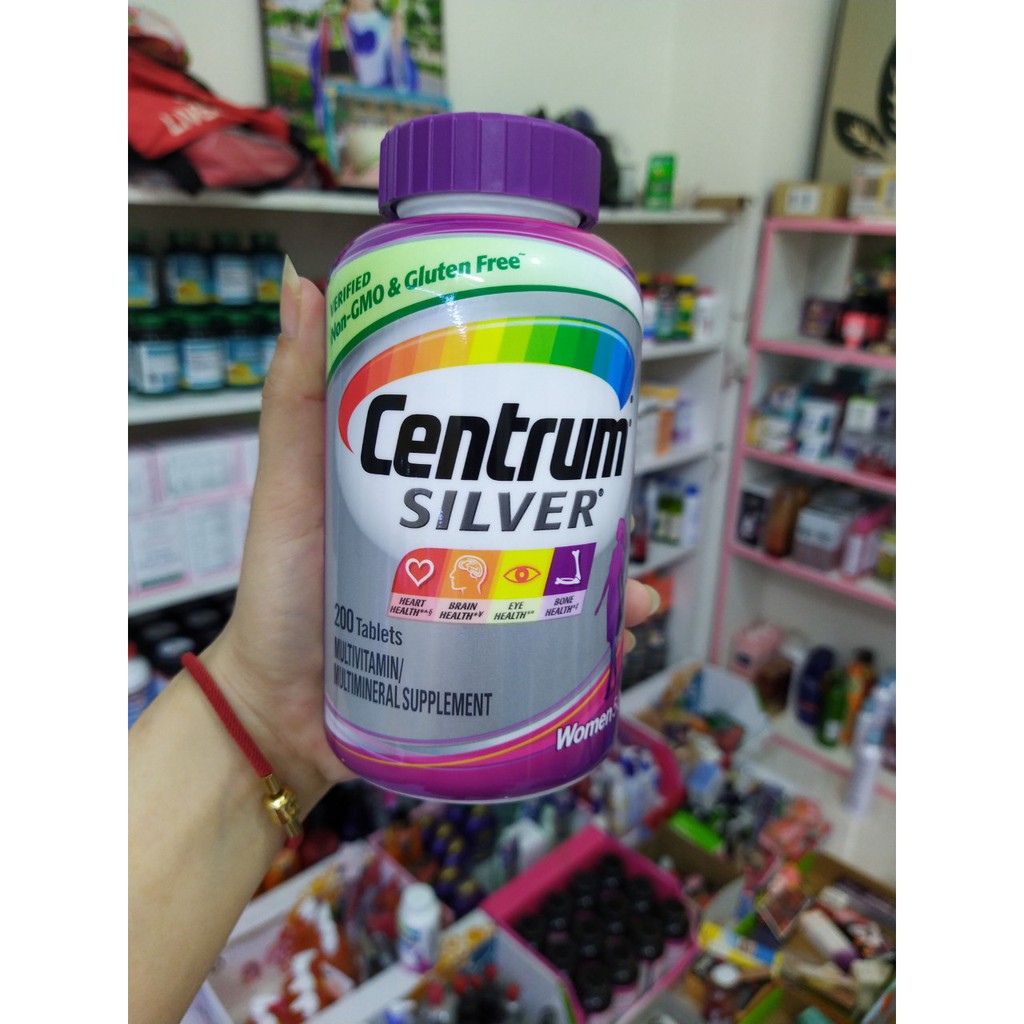 VERIFIED
Non-GMO & Gluten Free~
Centrum
SILVER®
HEART
HEALTH
BRAIN
HEALTH
EYE
HEALTH
BONE
HEALTH
200 Tablets
MULTIVITAMIN/
MULTIMINERAL SUPPLEMENT
Women